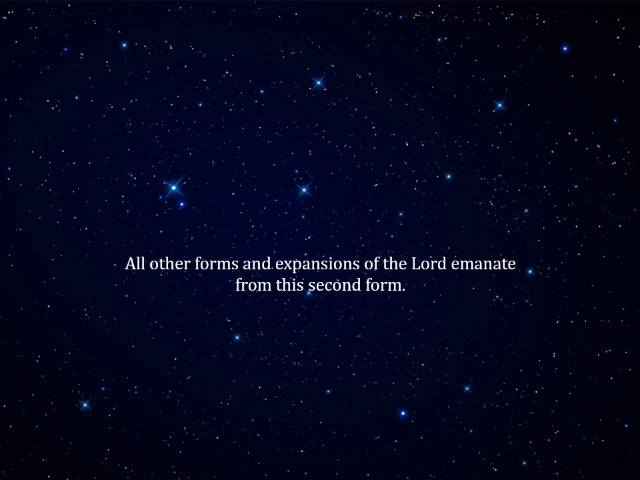 All other forms and expansions of the Lord emanate
from this second form.